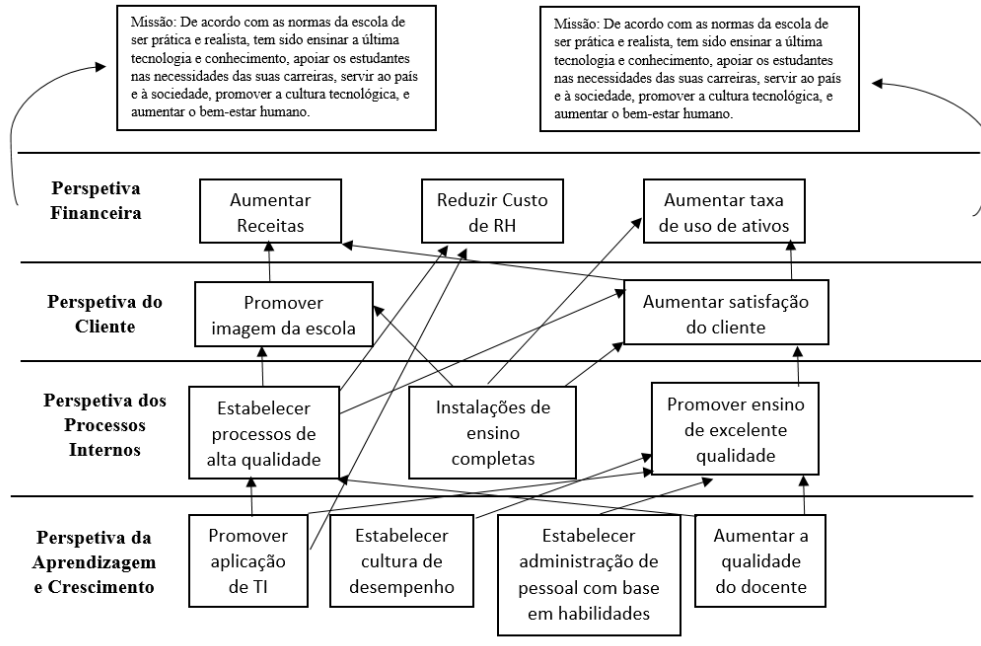 Missão: De acordo com as normas da escola de
ser prática e realista, tem sido ensinar a última
tecnologia e conhecimento, apoiar os estudantes
nas necessidades das suas carreiras, servir ao país
e à sociedade, promover a cultura tecnológica, e
aumentar o bem-estar humano.
Missão: De acordo com as normas da escola de
ser prática e realista, tem sido ensinar a última
tecnologia e conhecimento, apoiar os estudantes
nas necessidades das suas carreiras, servir ao país
e à sociedade, promover a cultura tecnológica, e
aumentar o bem-estar humano.
Perspetiva
Financeira
Aumentar
Receitas
Reduzir Custo
de RH
Aumentar taxa
de uso de ativos
Perspetiva do
Cliente
Promover
imagem da escola
Aumentar satisfação
do cliente
Perspetiva dos
Processos
Internos
Estabelecer
processos de
alta qualidade
Instalações de
ensino
completas
Promover ensino
de excelente
qualidade
Perspetiva da
Aprendizagem
e Crescimento
Promover
aplicação
de TI
Estabelecer
cultura de
desempenho
Estabelecer
administração de
pessoal com base
em habilidades
Aumentar a
qualidade
do docente